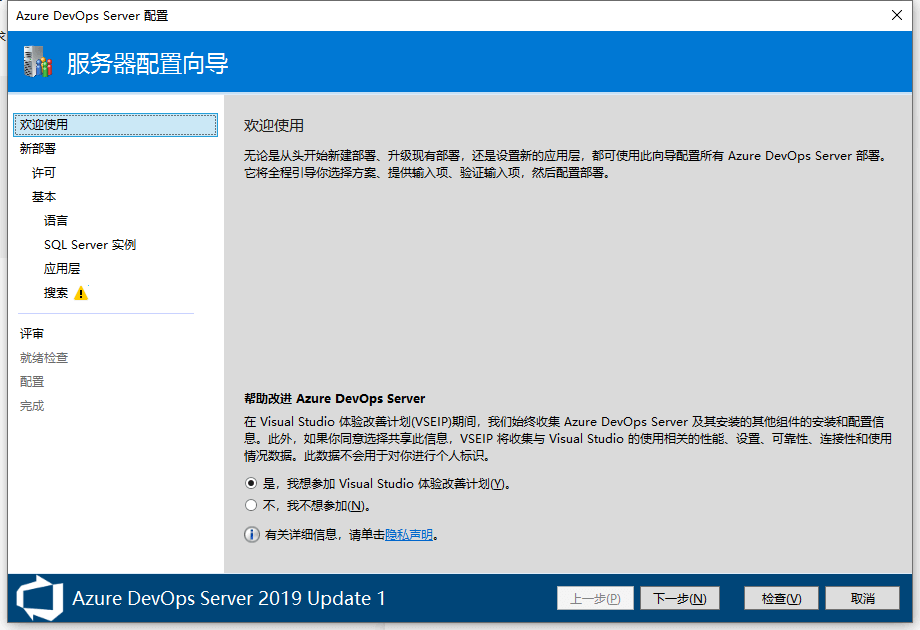 Azure DevOps Server 配置
服务器配置向导
欢迎使用
新部署
许可
基本
语言
SQL Server 实例
应用层
搜索
评审
就绪检查
配置
完成
欢迎使用
无论是从头开始新建部署、升级现有部署，还是设置新的应用层，都可使用此向导配置所有 Azure DevOps Server 部署。
它将全程引导你选择方案、提供输入项、验证输入项，然后配置部署。
帮助改进 Azure DevOps Server
在 Visual Studio 体验改善计划(VSEIP)期间，我们始终收集 Azure DevOps Server 及其安装的其他组件的安装和配置信
息。此外，如果你同意选择共享此信息，VSEIP 将收集与 Visual Studio 的使用相关的性能、设置、可靠性、连接性和使用
情况数据。此数据不会用于对你进行个人标识。
是，我想参加 Visual Studio 体验改善计划(Y)。
不，我不想参加(N)。
有关详细信息，请单击隐私声明。
Azure DevOps Server 2019 Update 1
上一步(P)
下一步(N)
检查(V)
取消